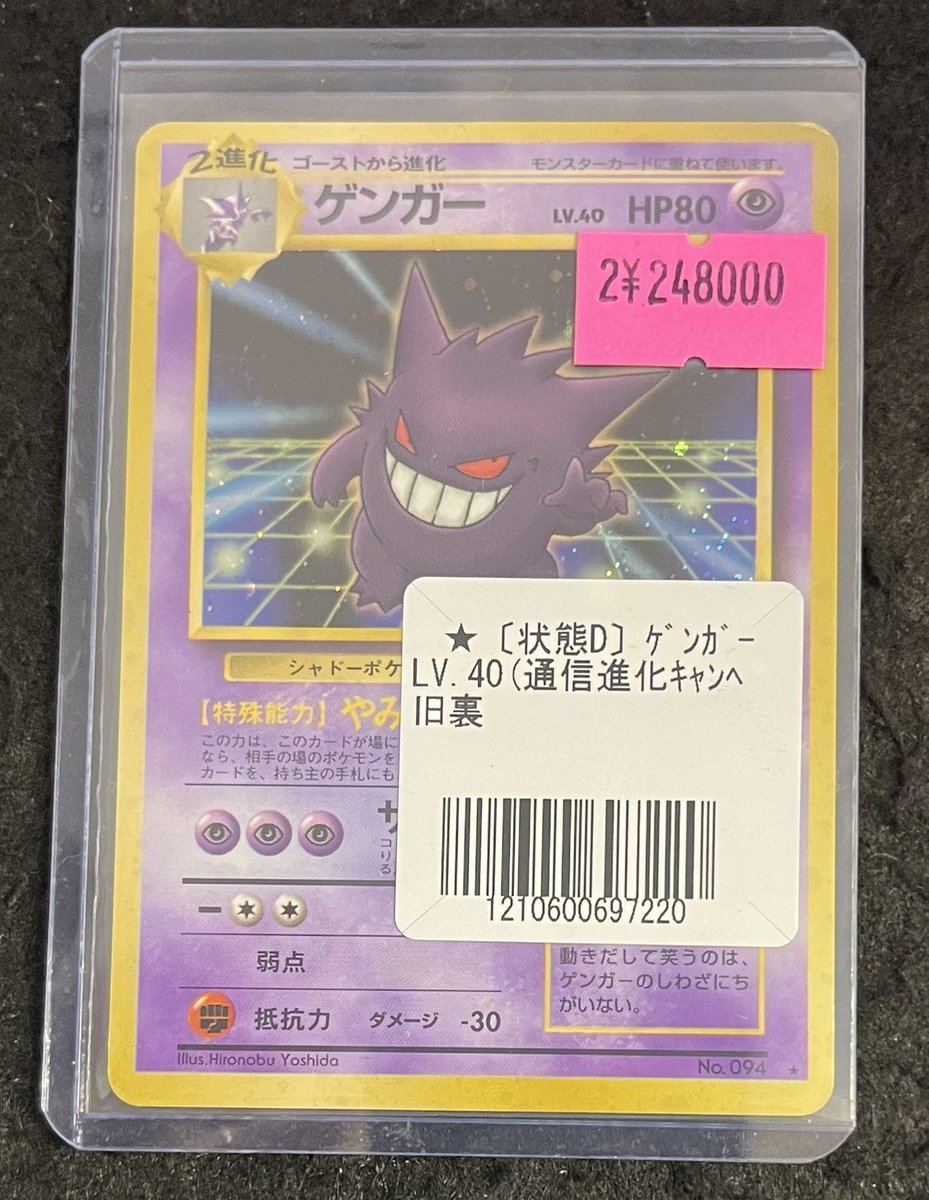 2進化 ゴーストから進化 モンスターカードに重ねて使います。
ゲンガー LV.40 HP80
2¥248000
シャドーポケ
★〔状態D〕ｹﾞﾝｶﾞｰ
LV.40(通信進化ｷｬﾝﾍ
旧裏
【特殊能力】やみ
この力は、このカードが場に
なら、相手の場のポケモンを
カードを、持ち主の手札にも
サ
コ
り
る
1210600697220
弱点
動きだして笑うのは、
ゲンガーのしわざにち
がいない。
抵抗力 ダメージ -30
Illus.Hironobu Yoshida No. 094 ★